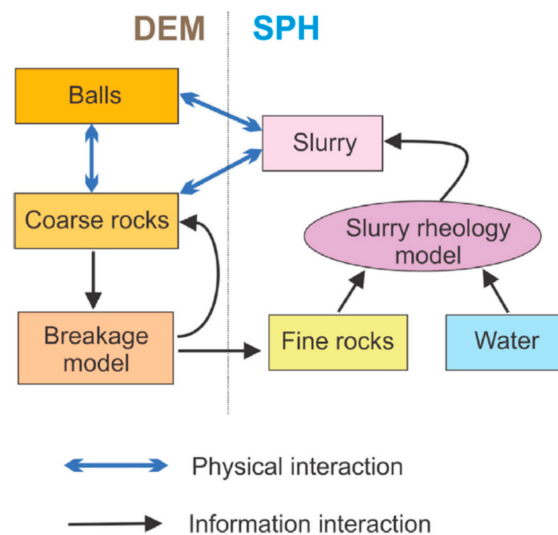 DEM
SPH
Balls
Slurry
Coarse rocks
Slurry rheology
model
Breakage
model
Fine rocks
Water
Physical interaction
Information interaction